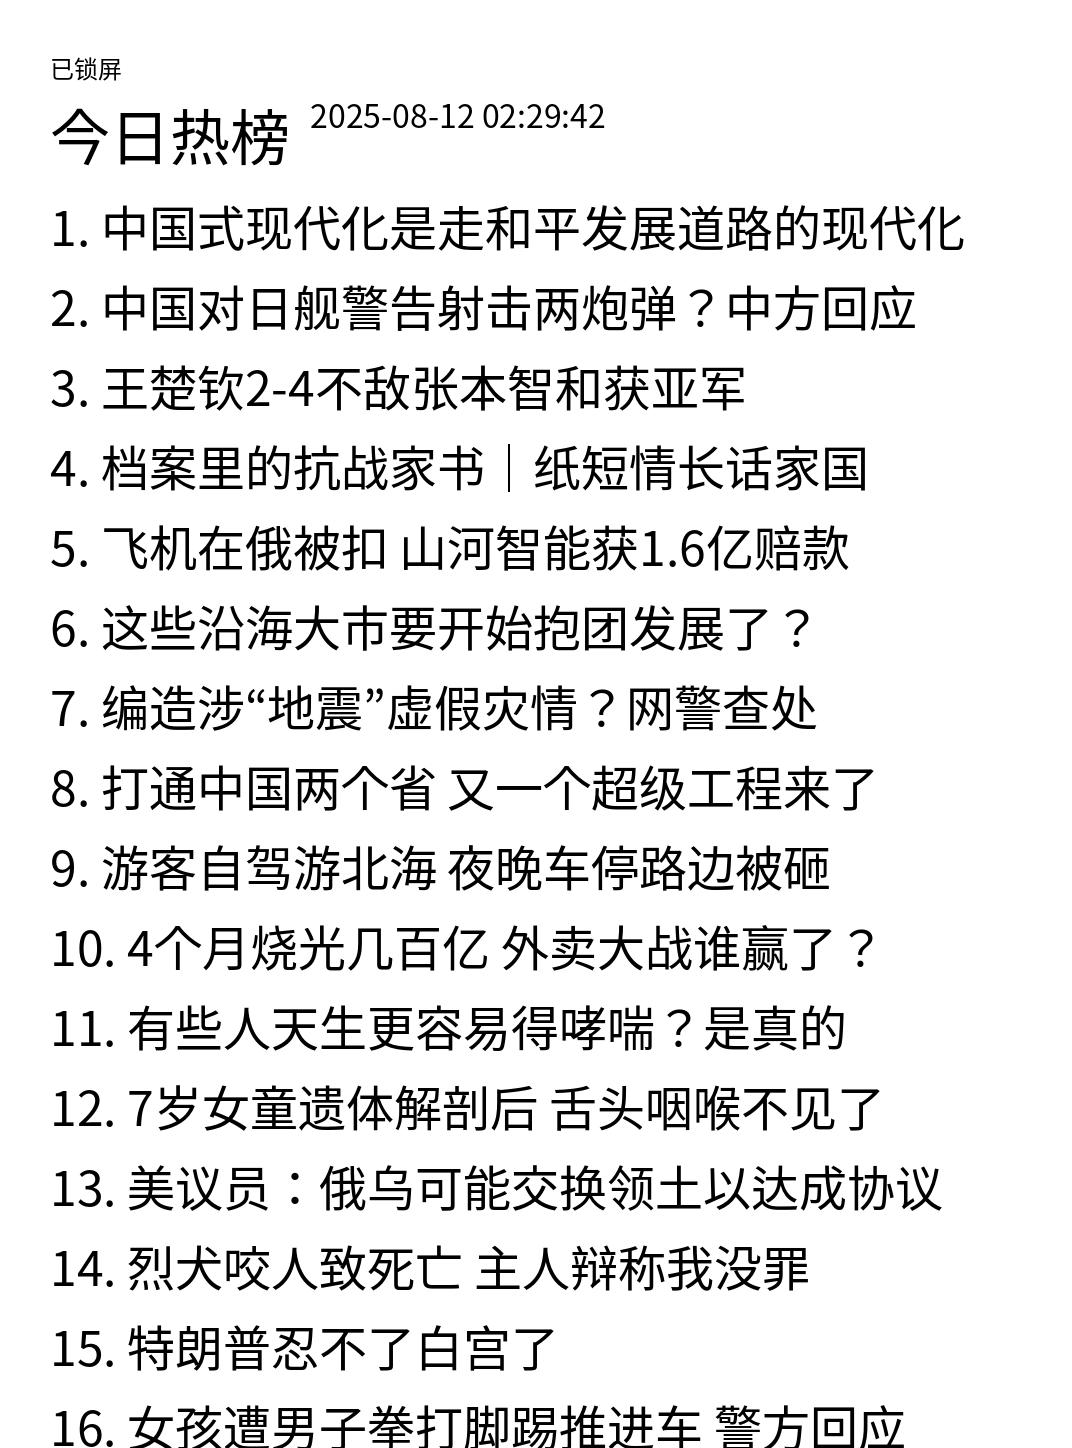 已锁屏
今日热榜 2025-08-12 02:29:42
1. 中国式现代化是走和平发展道路的现代化
2. 中国对日舰警告射击两炮弹？中方回应
3. 王楚钦2-4不敌张本智和获亚军
4. 档案里的抗战家书｜纸短情长话家国
5. 飞机在俄被扣 山河智能获1.6亿赔款
6. 这些沿海大市要开始抱团发展了？
7. 编造涉“地震”虚假灾情？网警查处
8. 打通中国两个省 又一个超级工程来了
9. 游客自驾游北海 夜晚车停路边被砸
10. 4个月烧光几百亿 外卖大战谁赢了？
11. 有些人天生更容易得哮喘？是真的
12. 7岁女童遗体解剖后 舌头咽喉不见了
13. 美议员：俄乌可能交换领土以达成协议
14. 烈犬咬人致死亡 主人辩称我没罪
15. 特朗普忍不了白宫了
16. 女孩遭男子拳打脚踢推进车 警方回应